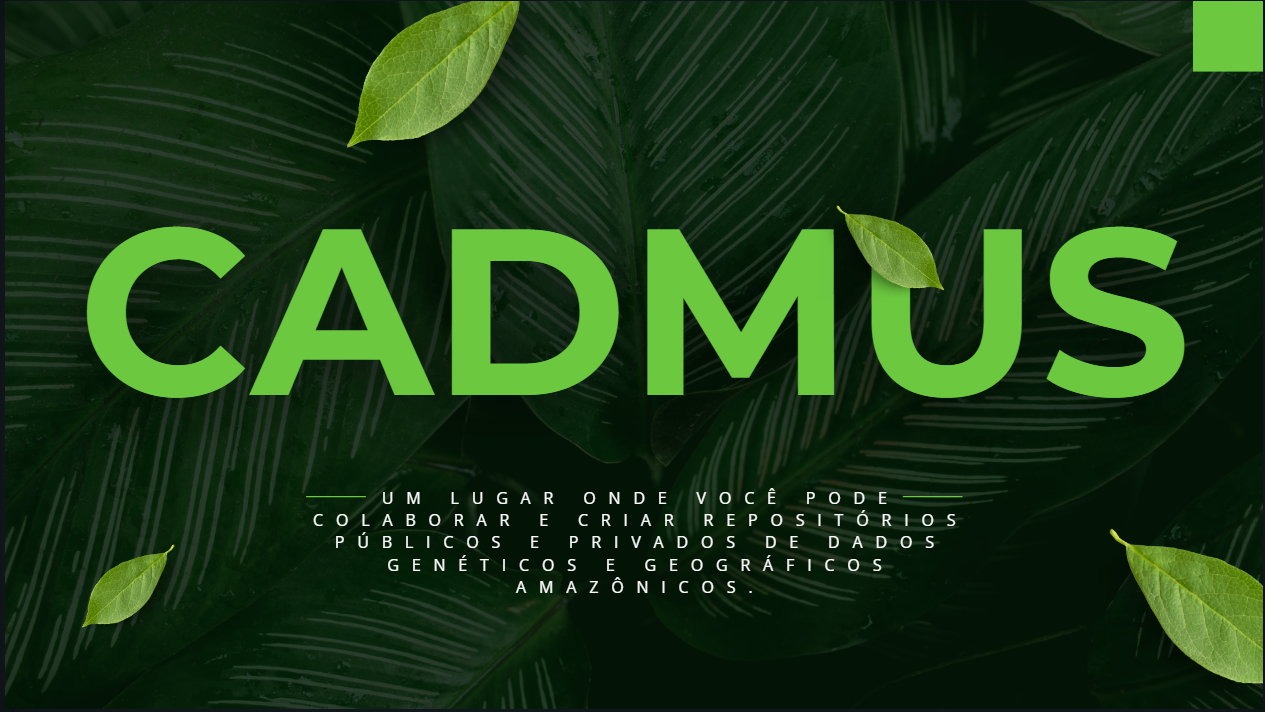 CADMUS
UM LUGAR ONDE VOCÊ PODE
COLABORAR E CRIAR REPOSITÓRIOS
PÚBLICOS E PRIVADOS DE DADOS
GENÉTICOS E GEOGRÁFICOS
AMAZÔNICOS.